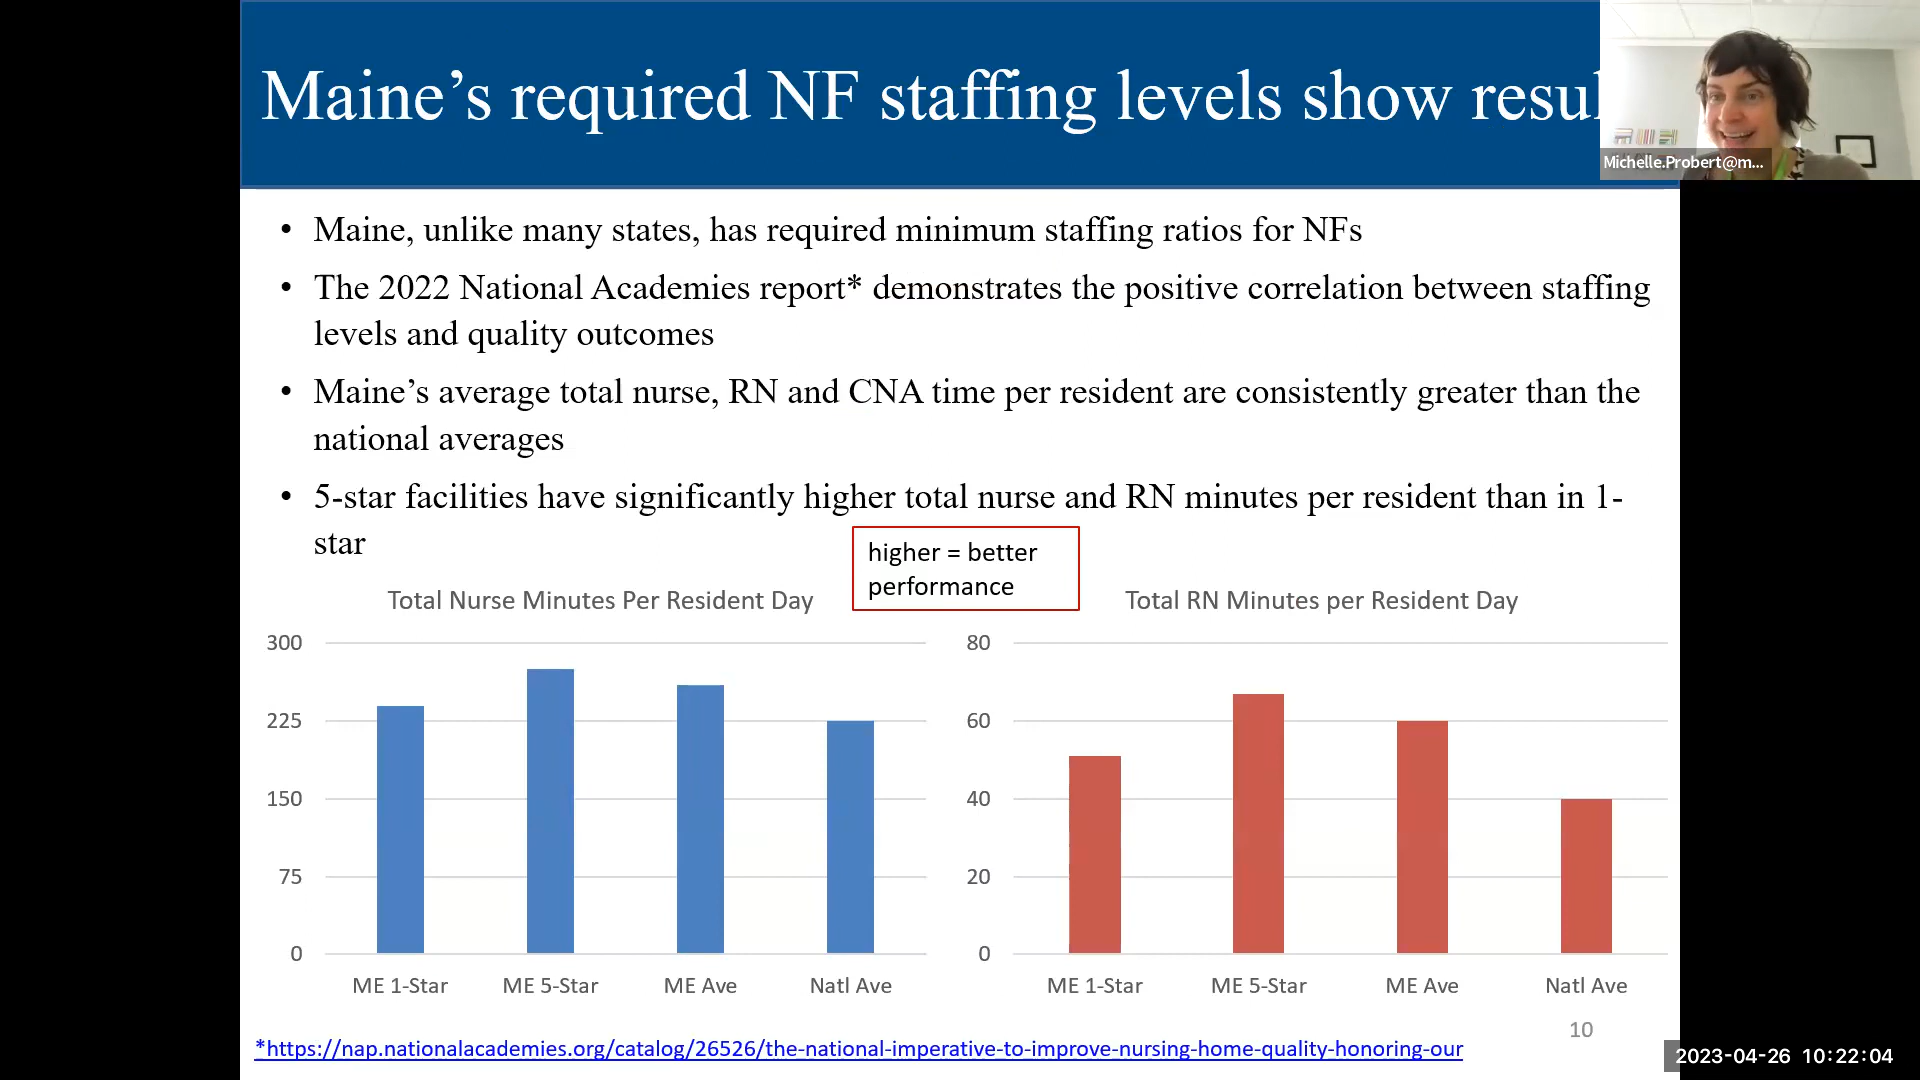 Maine’s required NF staffing levels show resul
Michelle.Probert@m...
• Maine, unlike many states, has required minimum staffing ratios for NFs
• The 2022 National Academies report* demonstrates the positive correlation between staffing
levels and quality outcomes
• Maine’s average total nurse, RN and CNA time per resident are consistently greater than the
national averages
• 5-star facilities have significantly higher total nurse and RN minutes per resident than in 1-
star
higher = better
performance
Total Nurse Minutes Per Resident Day
300
225
150
75
0
ME 1-Star ME 5-Star ME Ave Natl Ave
Total RN Minutes per Resident Day
80
60
40
20
0
ME 1-Star ME 5-Star ME Ave Natl Ave
10
*https://nap.nationalacademies.org/catalog/26526/the-national-imperative-to-improve-nursing-home-quality-honoring-our
2023-04-26 10:22:04